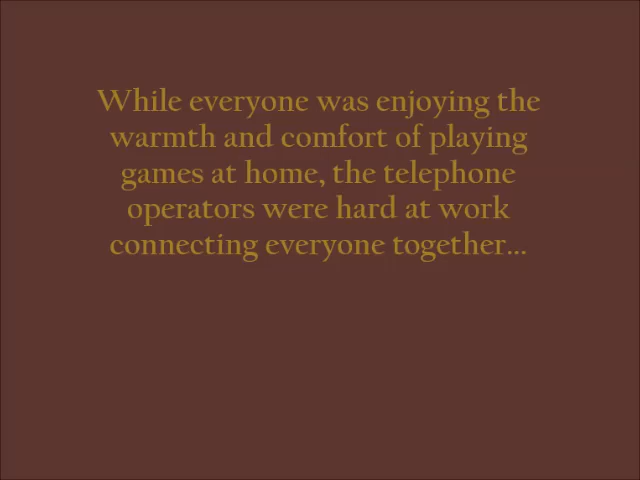 While everyone was enjoying the
warmth and comfort of playing
games at home, the telephone
operators were hard at work
connecting everyone together...